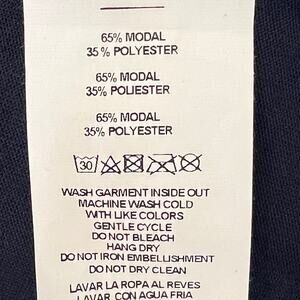 65% MODAL
35% POLYESTER
65% MODAL
35% POLIESTER
65% MODAL
35% POLYESTER
30
WASH GARMENT INSIDE OUT
MACHINE WASH COLD
WITH LIKE COLORS
GENTLE CYCLE
DO NOT BLEACH
HANG DRY
DO NOT IRON EMBELLISHMENT
DO NOT DRY CLEAN
LAVAR LA ROPA AL REVES
LAVAR CON AGUA FRIA